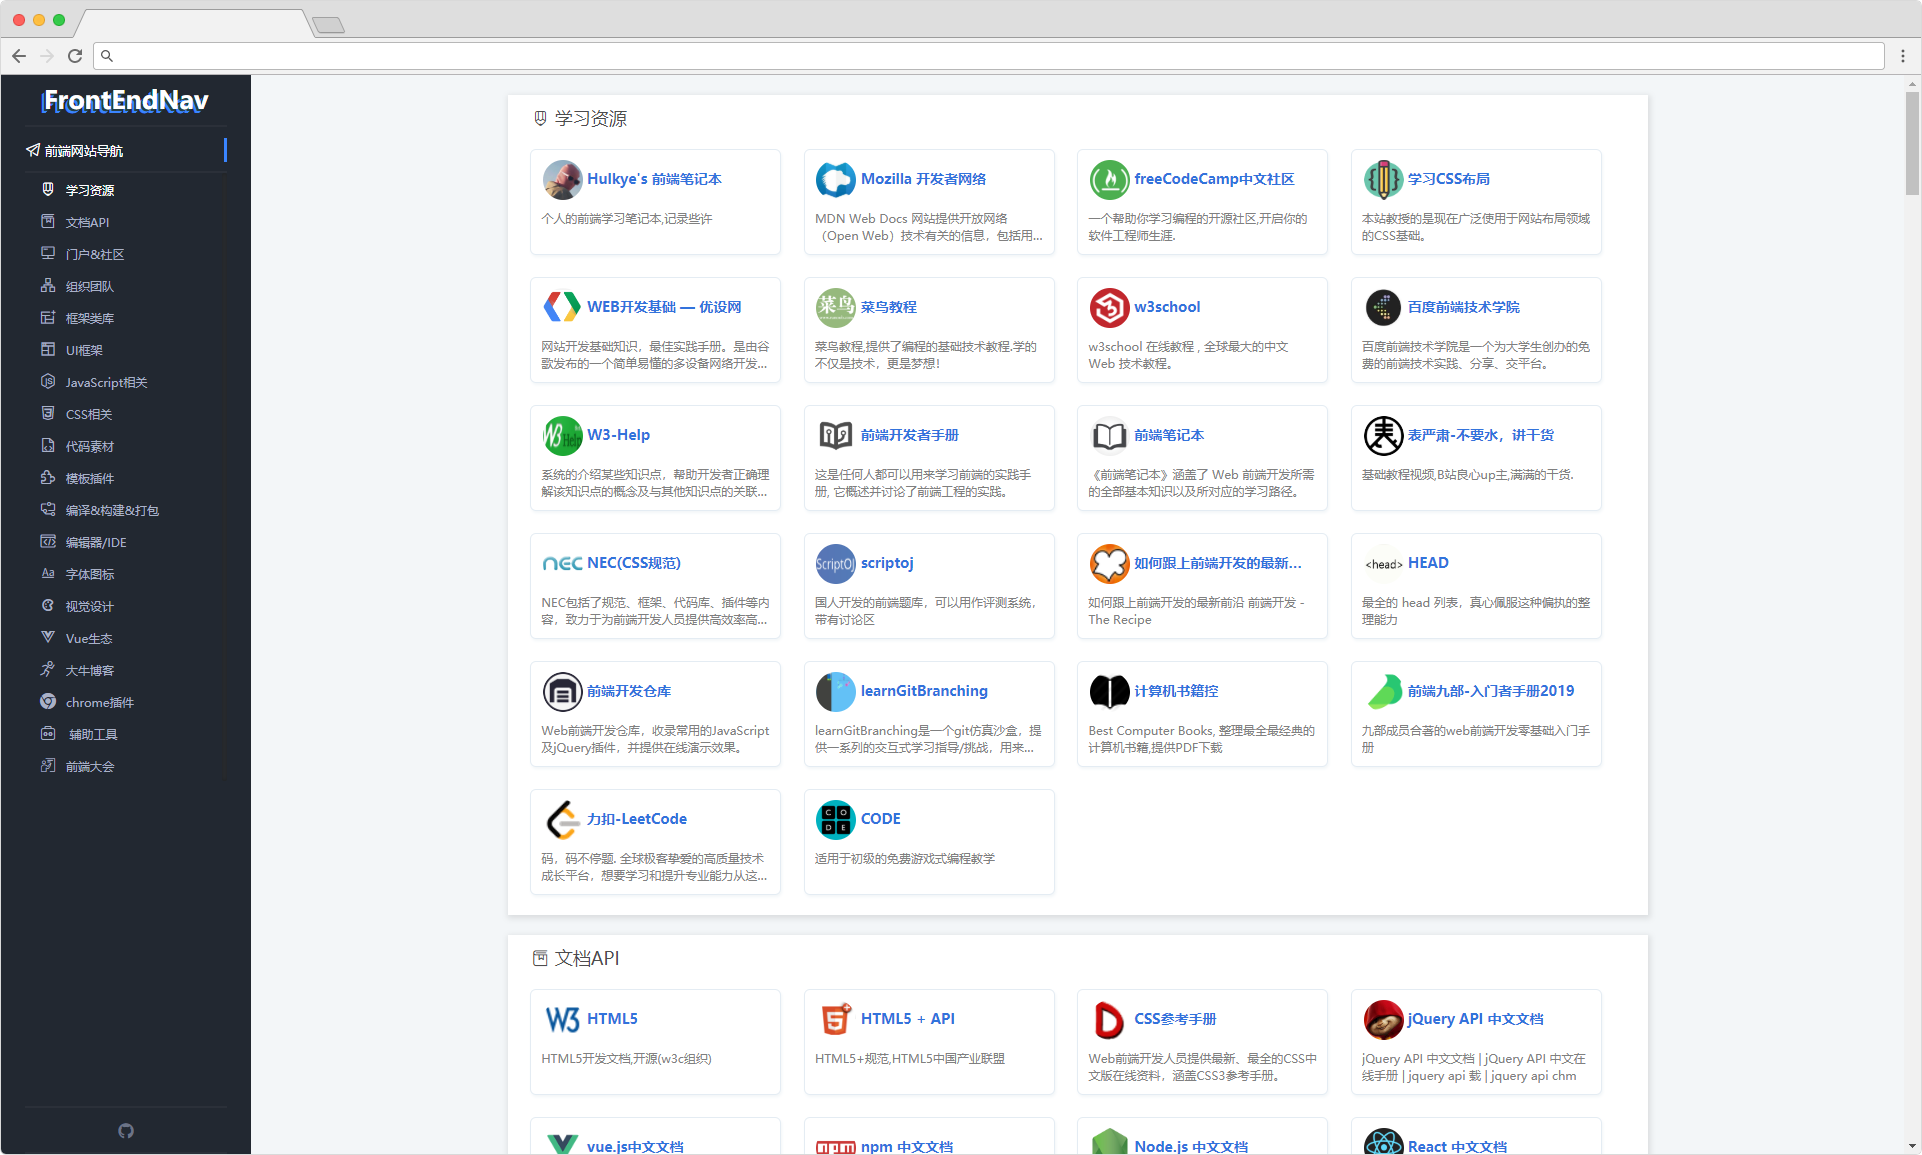 FrontEndNav
前端网站导航
学习资源
文档API
门户&社区
组织团队
框架类库
UI框架
JavaScript相关
CSS相关
代码素材
模板插件
编译&构建&打包
编辑器/IDE
字体图标
视觉设计
Vue生态
大牛博客
chrome插件
辅助工具
前端大会
学习资源
Hulkye's 前端笔记本
个人的前端学习笔记本,记录些许
Mozilla 开发者网络
MDN Web Docs 网站提供开放网络
（Open Web）技术有关的信息，包括用...
freeCodeCamp中文社区
一个帮助你学习编程的开源社区,开启你的
软件工程师生涯.
学习CSS布局
本站教授的是现在广泛使用于网站布局领域
的CSS基础。
WEB开发基础 — 优设网
网站开发基础知识，最佳实践手册。是由谷
歌发布的一个简单易懂的多设备网络开发...
菜鸟
菜鸟教程
菜鸟教程,提供了编程的基础技术教程.学的
不仅是技术，更是梦想!
w3school
w3school 在线教程 , 全球最大的中文
Web 技术教程。
百度前端技术学院
百度前端技术学院是一个为大学生创办的免
费的前端技术实践、分享、交平台。
W3-Help
系统的介绍某些知识点，帮助开发者正确理
解该知识点的概念及与其他知识点的关联...
前端开发者手册
这是任何人都可以用来学习前端的实践手
册, 它概述并讨论了前端工程的实践。
前端笔记本
《前端笔记本》涵盖了 Web 前端开发所需
的全部基本知识以及所对应的学习路径。
表严肃-不要水，讲干货
基础教程视频,B站良心up主,满满的干货.
nec
NEC(CSS规范)
NEC包括了规范、框架、代码库、插件等内
容，致力于为前端开发人员提供高效率高...
ScriptOJ
scriptoj
国人开发的前端题库，可以用作评测系统，
带有讨论区
如何跟上前端开发的最新...
如何跟上前端开发的最新前沿 前端开发 -
The Recipe
<head>
HEAD
最全的 head 列表，真心佩服这种偏执的整
理能力
前端开发仓库
Web前端开发仓库，收录常用的JavaScript
及jQuery插件，并提供在线演示效果。
learnGitBranching
learnGitBranching是一个git仿真沙盒，提
供一系列的交互式学习指导/挑战，用来...
计算机书籍控
Best Computer Books, 整理最全最经典的
计算机书籍,提供PDF下载
前端九部-入门者手册2019
九部成员合著的web前端开发零基础入门手
册
力扣-LeetCode
码，码不停题. 全球极客挚爱的高质量技术
成长平台，想要学习和提升专业能力从这...
CODE
CODE
适用于初级的免费游戏式编程教学
文档API
W3
HTML5
HTML5开发文档,开源(w3c组织)
HTML5 + API
HTML5+规范,HTML5中国产业联盟
CSS参考手册
Web前端开发人员提供最新、最全的CSS中
文版在线资料，涵盖CSS3参考手册。
jQuery API 中文文档
jQuery API 中文文档 | jQuery API 中文在
线手册 | jquery api 载 | jquery api chm
vue.js中文文档
npm 中文文档
Node.js 中文文档
React 中文文档